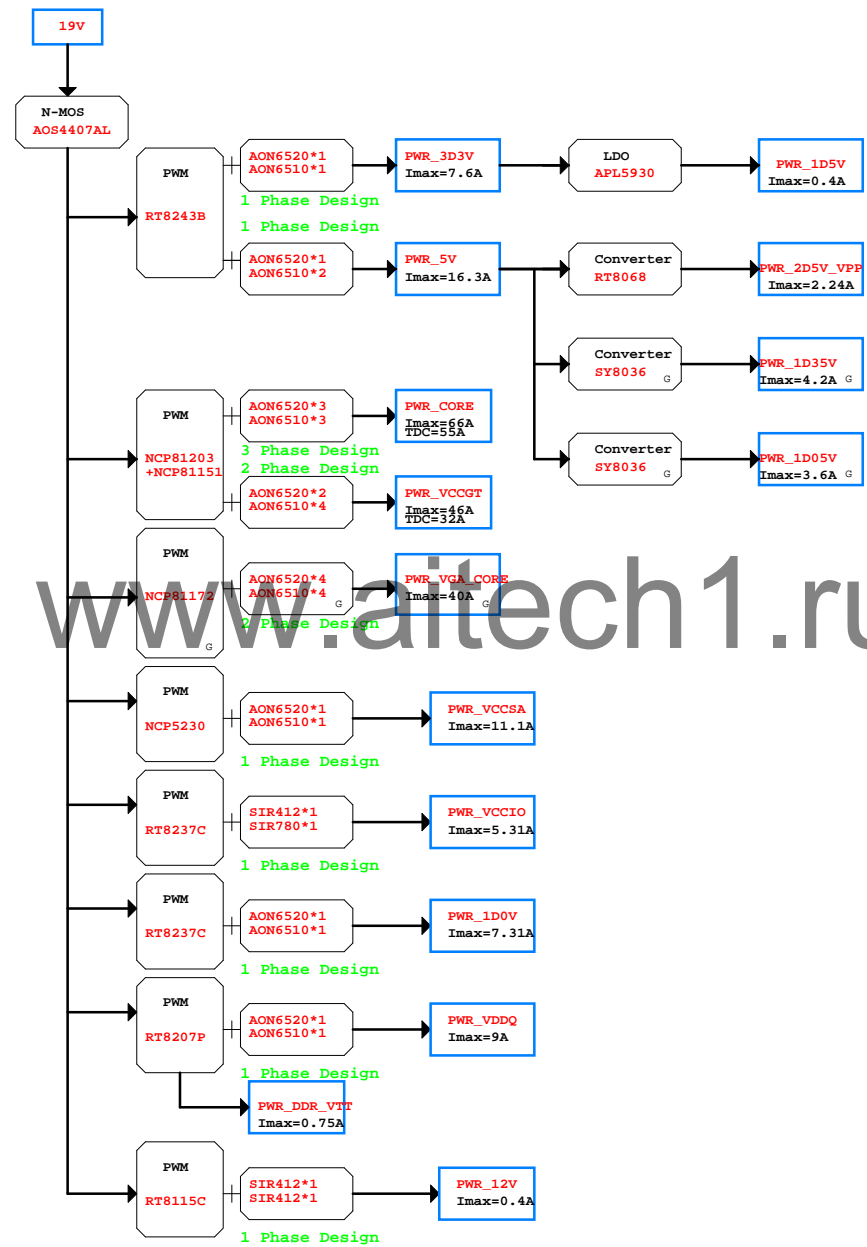 19V
N-MOS
AOS4407AL
PWM
RT8243B
AON6520*1
AON6510*1
PWR_3D3V
Imax=7.6A
LDO
APL5930
PWR_1D5V
Imax=0.4A
1 Phase Design
1 Phase Design
AON6520*1
AON6510*2
PWR_5V
Imax=16.3A
Converter
RT8068
PWR_2D5V_VPP
Imax=2.24A
Converter
SY8036
G
PWR_1D35V
Imax=4.2A G
PWM
NCP81203
+NCP81151
AON6520*3
AON6510*3
PWR_CORE
Imax=66A
TDC=55A
3 Phase Design
2 Phase Design
Converter
SY8036
G
PWR_1D05V
Imax=3.6A G
AON6520*2
AON6510*4
PWR_VCCGT
Imax=46A
TDC=32A
PWM
NCP81172
G
AON6520*4
AON6510*4
G
PWR_VGA_CORE
Imax=40A
G
2 Phase Design
www.aitech1.ru
PWM
NCP5230
AON6520*1
AON6510*1
PWR_VCCSA
Imax=11.1A
1 Phase Design
PWM
RT8237C
SIR412*1
SIR780*1
PWR_VCCIO
Imax=5.31A
1 Phase Design
PWM
RT8237C
AON6520*1
AON6510*1
PWR_1D0V
Imax=7.31A
1 Phase Design
PWM
RT8207P
AON6520*1
AON6510*1
PWR_VDDQ
Imax=9A
1 Phase Design
PWR_DDR_VTT
Imax=0.75A
PWM
RT8115C
SIR412*1
SIR412*1
PWR_12V
Imax=0.4A
1 Phase Design